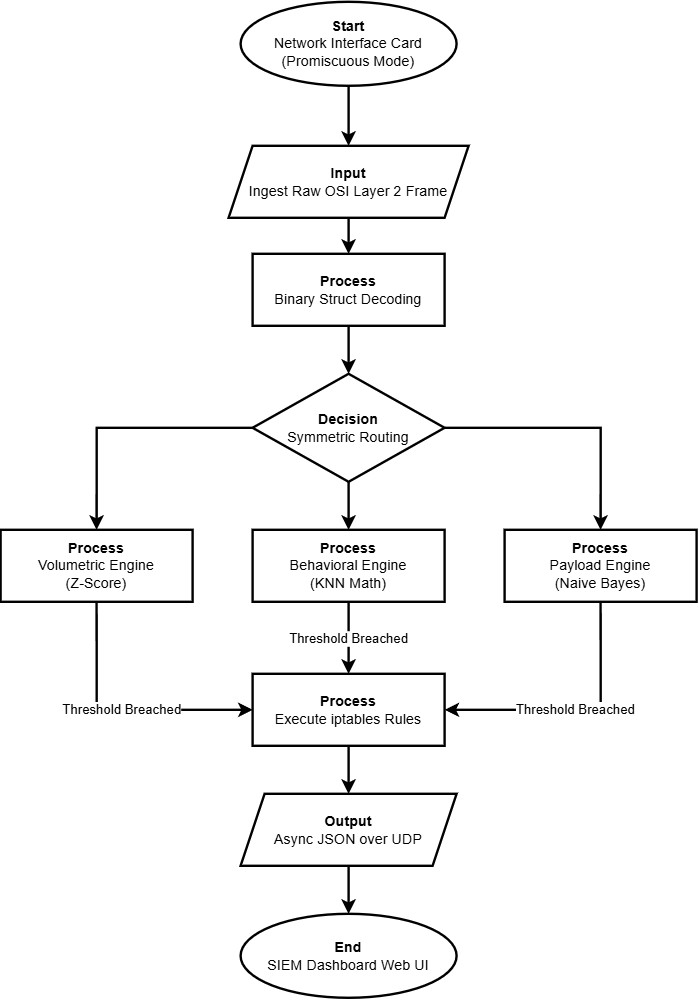 Start
Network Interface Card
(Promiscuous Mode)
Input
Ingest Raw OSI Layer 2 Frame
Process
Binary Struct Decoding
Decision
Symmetric Routing
Process
Volumetric Engine
(Z-Score)
Process
Behavioral Engine
(KNN Math)
Process
Payload Engine
(Naive Bayes)
Threshold Breached
Threshold Breached
Process
Execute iptables Rules
Threshold Breached
Output
Async JSON over UDP
End
SIEM Dashboard Web UI